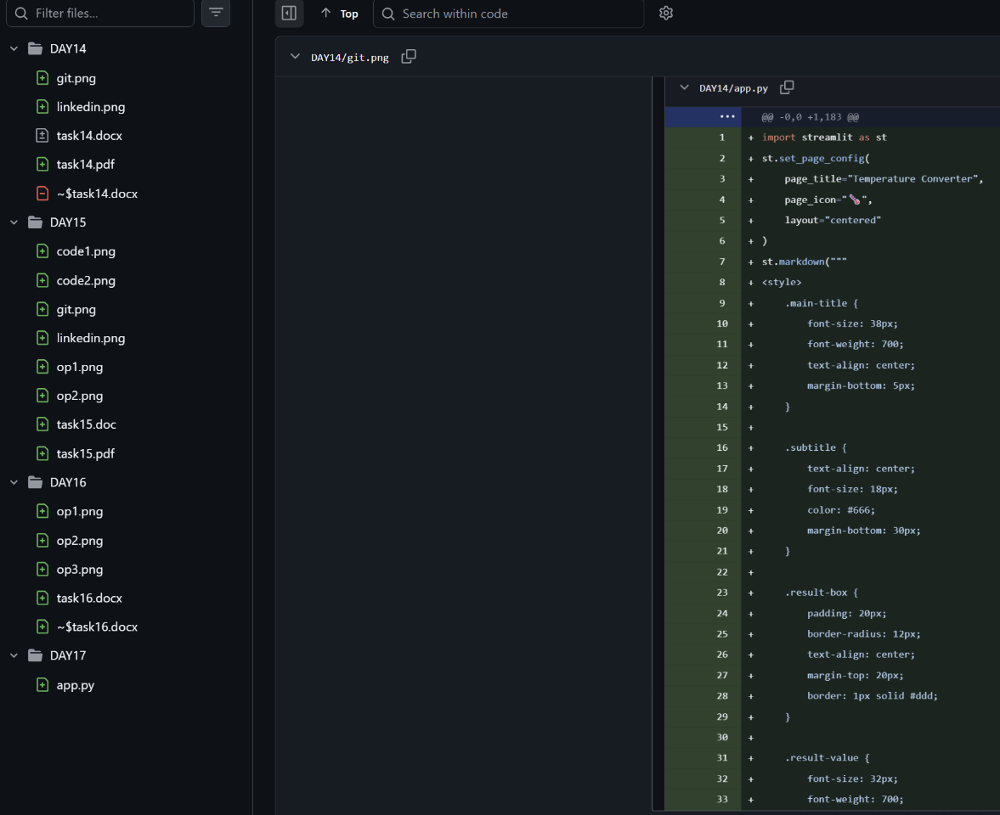 Filter files...
DAY14
git.png
linkedin.png
task14.docx
task14.pdf
~$task14.docx
DAY15
code1.png
code2.png
git.png
linkedin.png
op1.png
op2.png
task15.doc
task15.pdf
DAY16
op1.png
op2.png
op3.png
task16.docx
~$task16.docx
DAY17
app.py
Top
Search within code
DAY14/git.png
DAY14/app.py
@@ -0,0 +1,183 @@
1 + import streamlit as st
2 + st.set_page_config(
3 + page_title="Temperature Converter",
4 + page_icon="🌡️",
5 + layout="centered"
6 + )
7 + st.markdown("""
8 + <style>
9 + .main-title {
10 + font-size: 38px;
11 + font-weight: 700;
12 + text-align: center;
13 + margin-bottom: 5px;
14 + }
15 +
16 + .subtitle {
17 + text-align: center;
18 + font-size: 18px;
19 + color: #666;
20 + margin-bottom: 30px;
21 + }
22 +
23 + .result-box {
24 + padding: 20px;
25 + border-radius: 12px;
26 + text-align: center;
27 + margin-top: 20px;
28 + border: 1px solid #ddd;
29 + }
30 +
31 + .result-value {
32 + font-size: 32px;
33 + font-weight: 700;